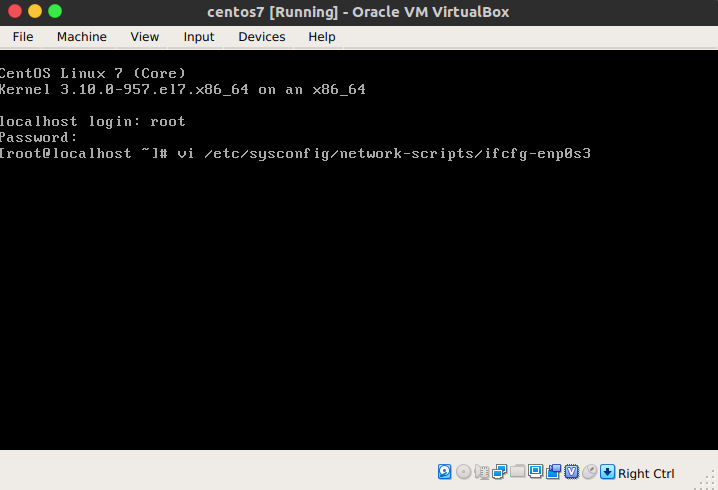 centos7 [Running] - Oracle VM VirtualBox
File Machine View Input Devices Help
CentOS Linux 7 (Core)
Kernel 3.10.0-957.el7.x86_64 on an x86_64
localhost login: root
Password:
[root@localhost ~]# vi /etc/sysconfig/network-scripts/ifcfg-enp0s3
Right Ctrl